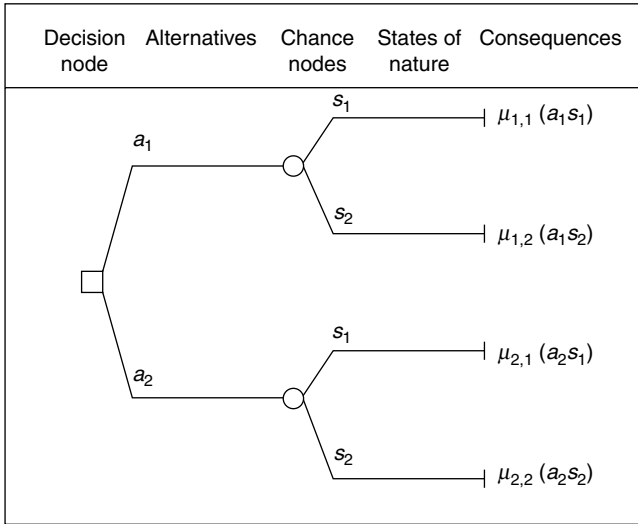 Decision node Alternatives Chance nodes States of nature Consequences
s1
μ1,1 (a1s1)
a1
s2
μ1,2 (a1s2)
s1
μ2,1 (a2s1)
a2
s2
μ2,2 (a2s2)